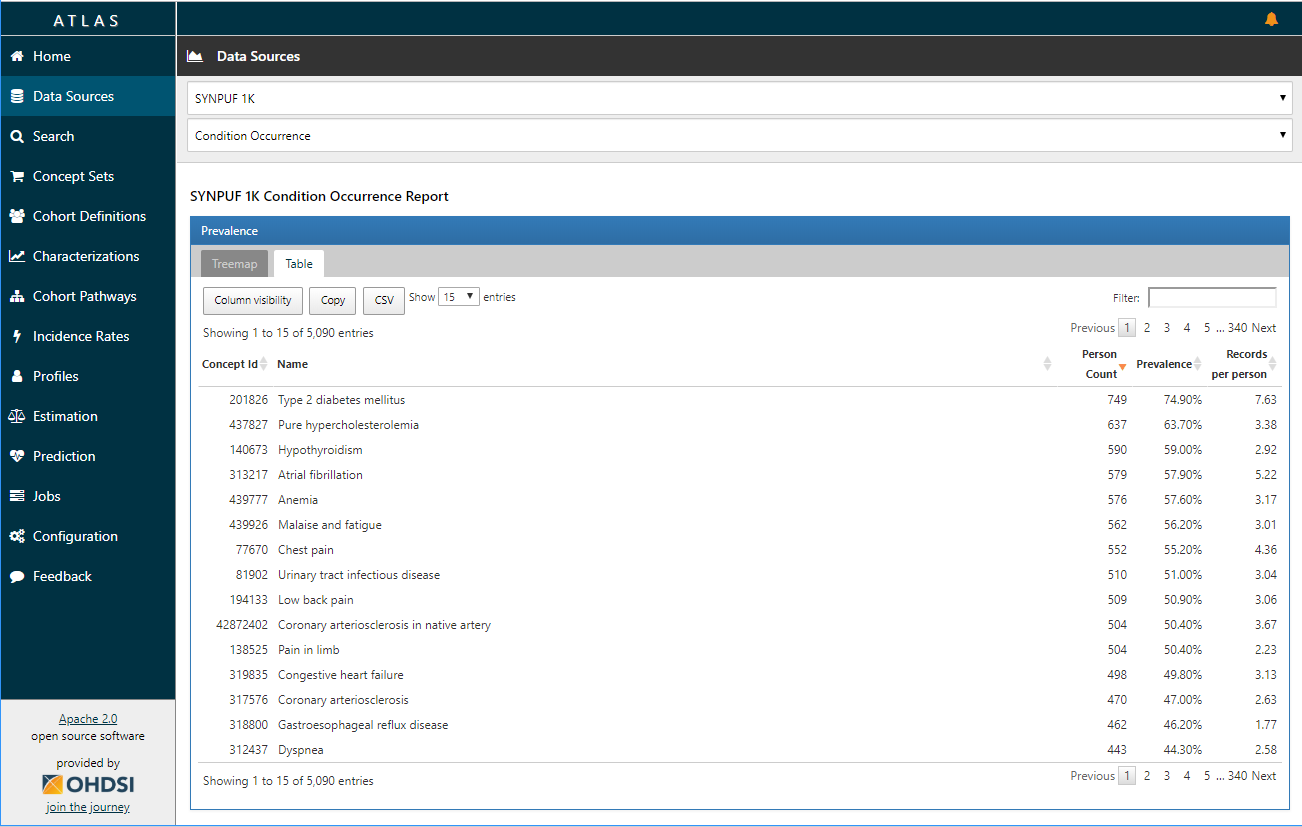 ATLAS
Home
Data Sources
Search
Concept Sets
Cohort Definitions
Characterizations
Cohort Pathways
Incidence Rates
Profiles
Estimation
Prediction
Jobs
Configuration
Feedback
Apache 2.0
open source software
provided by
OHDSI
join the journey
Data Sources
SYNPUF 1K
Condition Occurrence
SYNPUF 1K Condition Occurrence Report
Prevalence
Treemap Table
Column visibility Copy CSV Show 15 entries Filter:
Showing 1 to 15 of 5,090 entries Previous 1 2 3 4 5 ... 340 Next
Concept Id Name Person Count Prevalence Records per person
201826 Type 2 diabetes mellitus 749 74.90% 7.63
437827 Pure hypercholesterolemia 637 63.70% 3.38
140673 Hypothyroidism 590 59.00% 2.92
313217 Atrial fibrillation 579 57.90% 5.22
439777 Anemia 576 57.60% 3.17
439926 Malaise and fatigue 562 56.20% 3.01
77670 Chest pain 552 55.20% 4.36
81902 Urinary tract infectious disease 510 51.00% 3.04
194133 Low back pain 509 50.90% 3.06
42872402 Coronary arteriosclerosis in native artery 504 50.40% 3.67
138525 Pain in limb 504 50.40% 2.23
319835 Congestive heart failure 498 49.80% 3.13
317576 Coronary arteriosclerosis 470 47.00% 2.63
318800 Gastroesophageal reflux disease 462 46.20% 1.77
312437 Dyspnea 443 44.30% 2.58
Showing 1 to 15 of 5,090 entries Previous 1 2 3 4 5 ... 340 Next